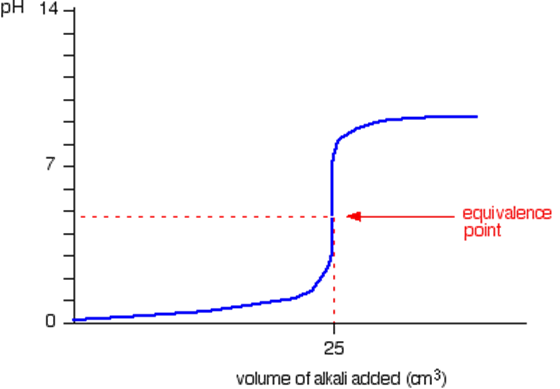 pH 14
7
equivalence
point
0
25
volume of alkali added (cm³)